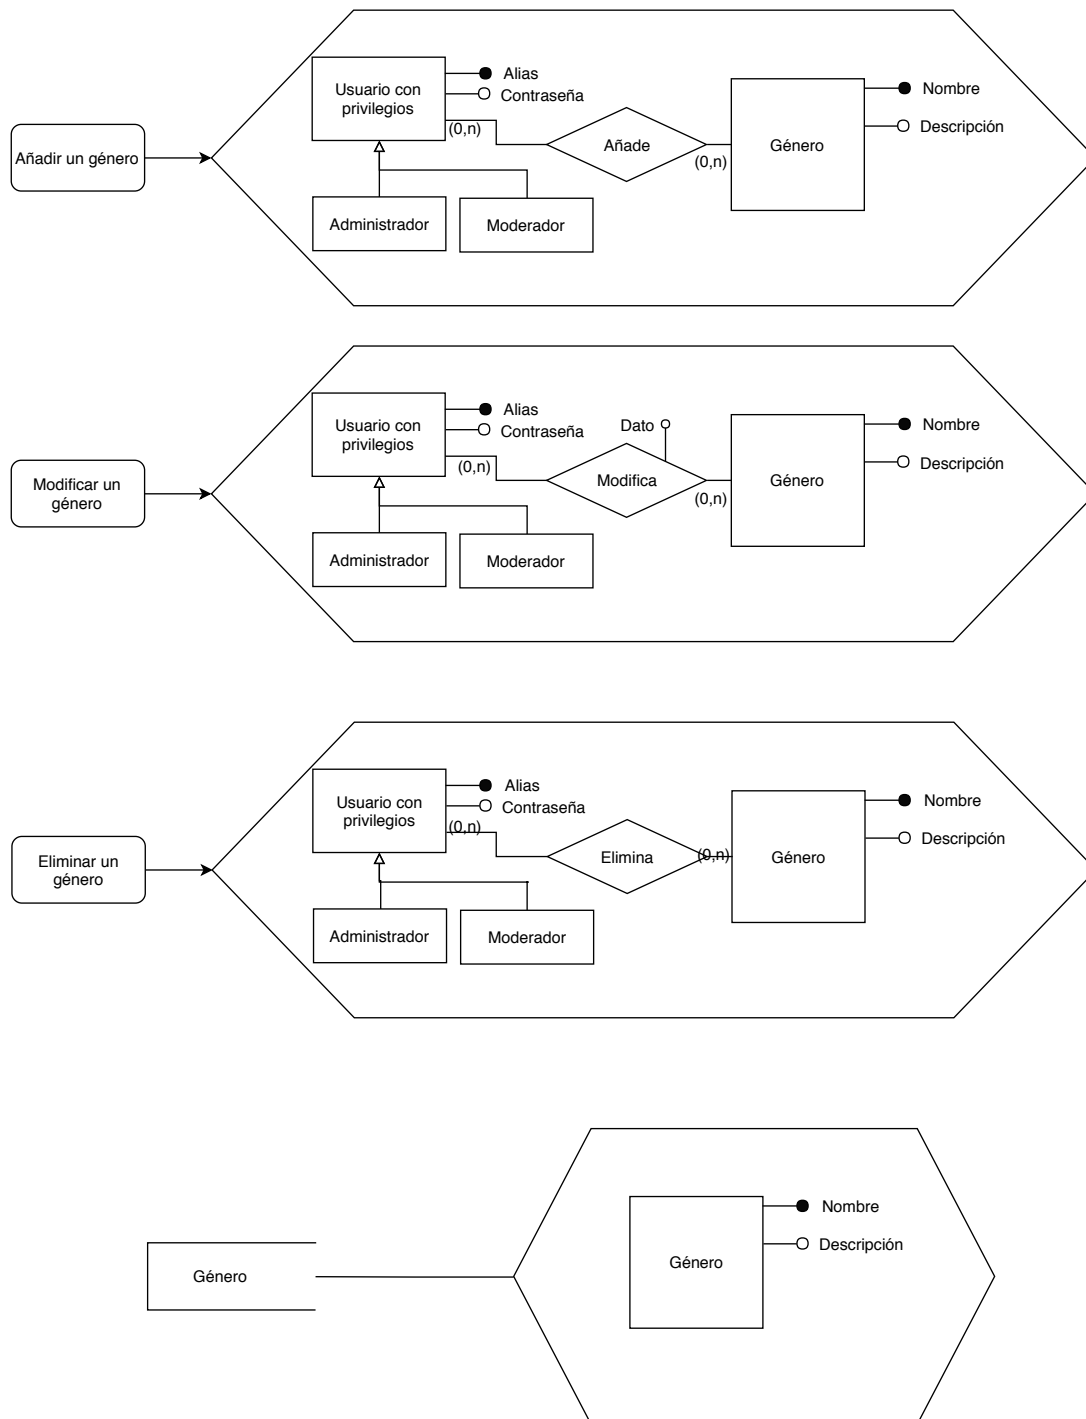 Añadir un género
Usuario con
privilegios
Alias
Contraseña
(0,n)
Añade
(0,n)
Género
Nombre
Descripción
Administrador
Moderador
Modificar un
género
Usuario con
privilegios
Alias
Contraseña
(0,n)
Dato
Modifica
(0,n)
Género
Nombre
Descripción
Administrador
Moderador
Eliminar un
género
Usuario con
privilegios
Alias
Contraseña
(0,n)
Elimina
(0,n)
Género
Nombre
Descripción
Administrador
Moderador
Género
Género
Nombre
Descripción